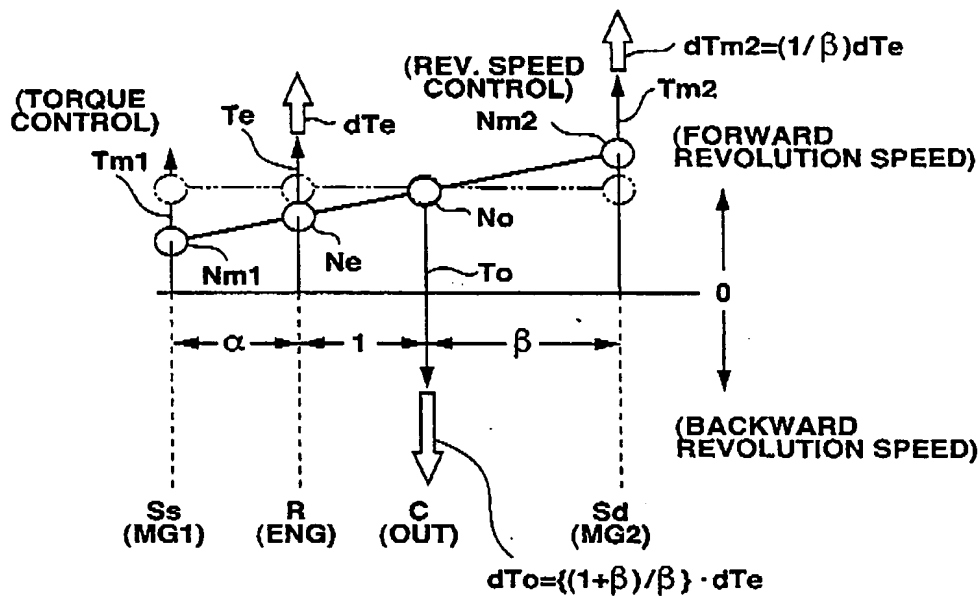 dTm2=(1/β)dTe
(REV. SPEED
CONTROL)
Tm2
Nm2
(TORQUE
CONTROL)
Te
dTe
Tm1
(FORWARD
REVOLUTION SPEED)
No
Ne
Nm1
To
0
α
1
β
(BACKWARD
REVOLUTION SPEED)
Ss
(MG1)
R
(ENG)
C
(OUT)
Sd
(MG2)
dTo={(1+β)/β}·dTe